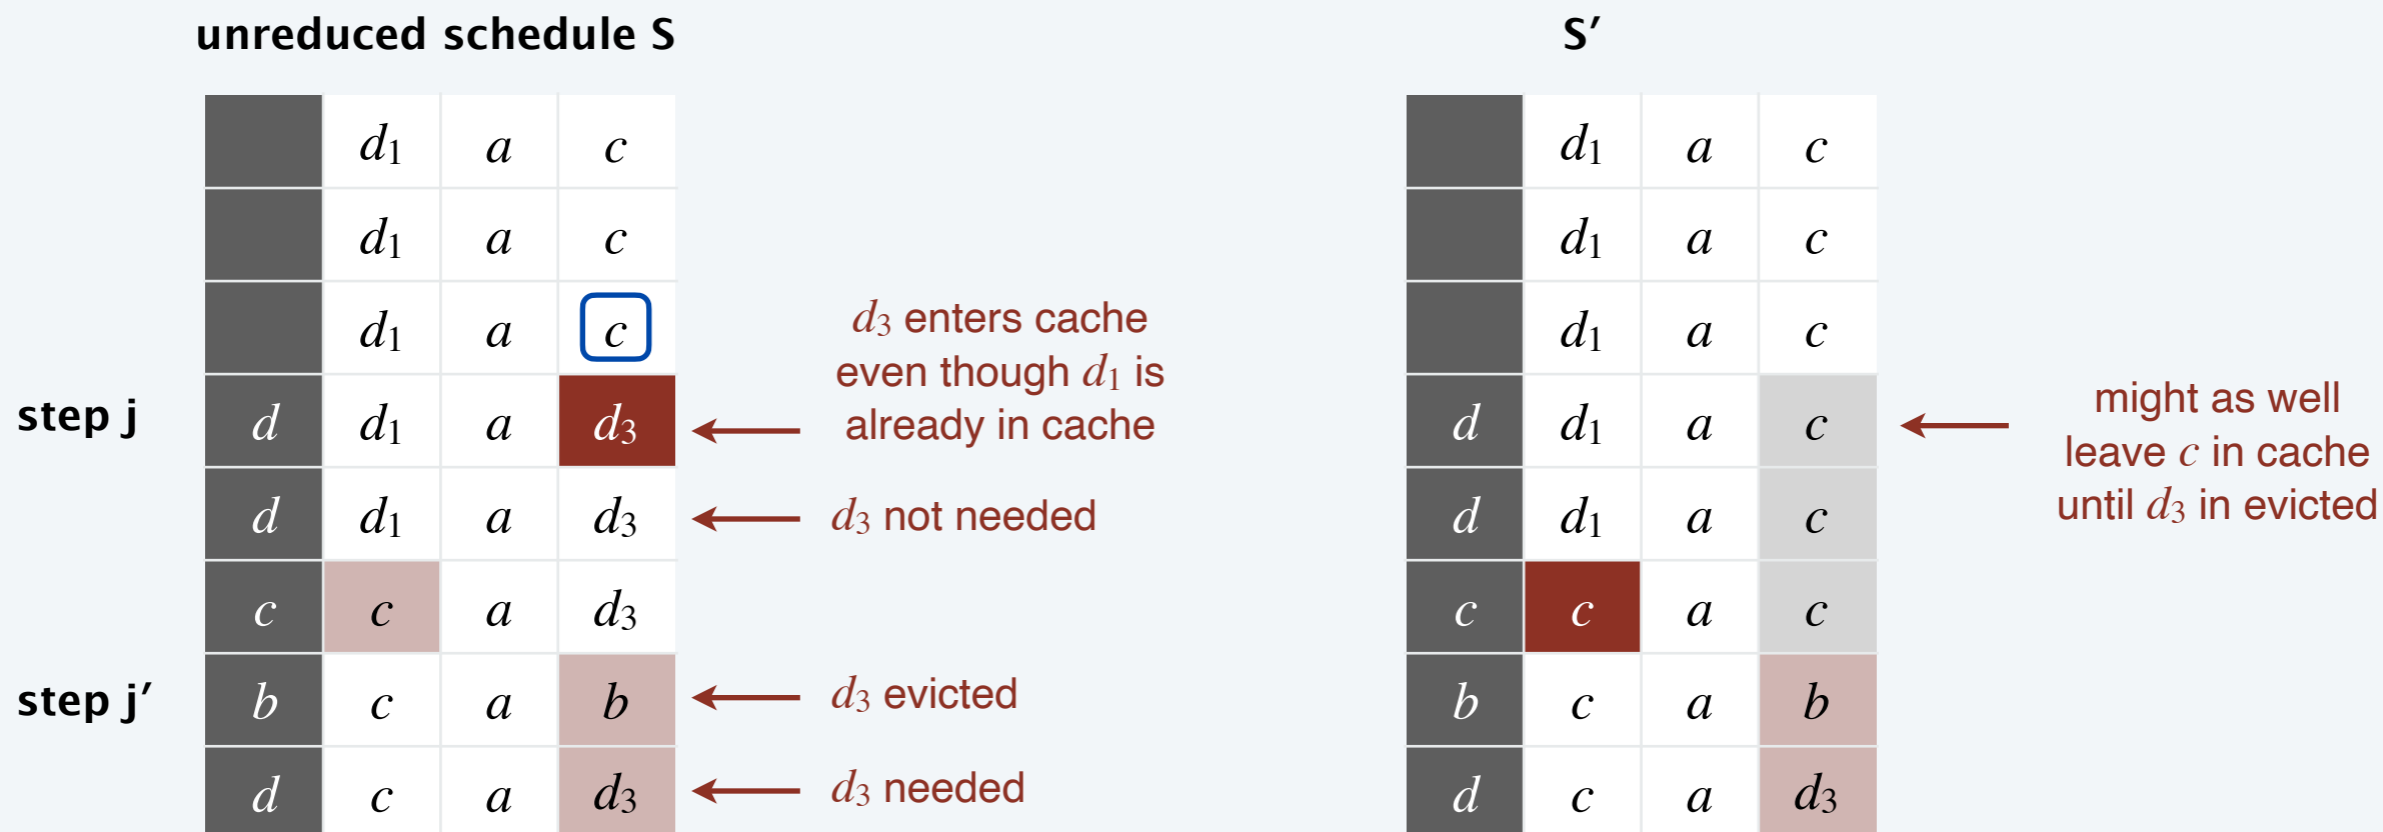 unreduced schedule S
S′
d₁ a c
d₁ a c
d₁ a c
d₁ a c
d₁ a c
d₁ a c
d₃ enters cache
even though d₁ is
already in cache
step j
d d₁ a d₃
d d₁ a c
might as well
leave c in cache
until d₃ in evicted
d d₁ a d₃
d₃ not needed
d d₁ a c
c c a d₃
c c a c
step j′
b c a b
d₃ evicted
b c a b
d c a d₃
d₃ needed
d c a d₃